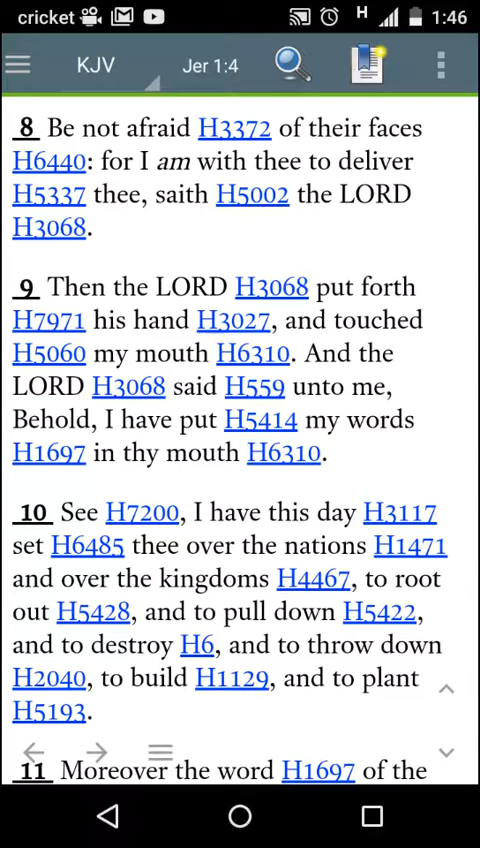 cricket H 1:46
KJV Jer 1:4
8 Be not afraid H3372 of their faces
H6440: for I am with thee to deliver
H5337 thee, saith H5002 the LORD
H3068.
9 Then the LORD H3068 put forth
H7971 his hand H3027, and touched
H5060 my mouth H6310. And the
LORD H3068 said H559 unto me,
Behold, I have put H5414 my words
H1697 in thy mouth H6310.
10 See H7200, I have this day H3117
set H6485 thee over the nations H1471
and over the kingdoms H4467, to root
out H5428, and to pull down H5422,
and to destroy H6, and to throw down
H2040, to build H1129, and to plant
H5193.
11 Moreover the word H1697 of the